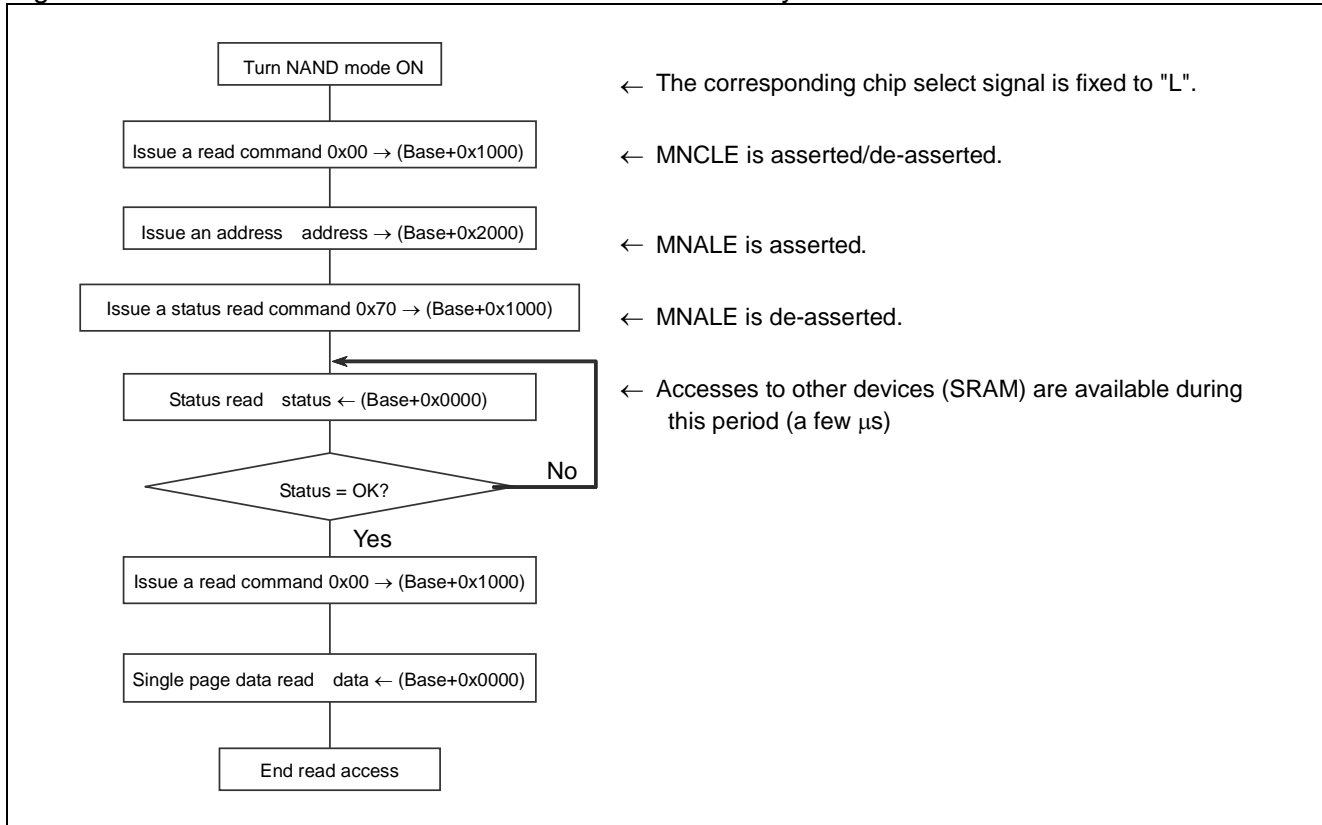 Turn NAND mode ON
← The corresponding chip select signal is fixed to "L".
Issue a read command 0x00 → (Base+0x1000)
← MNCLE is asserted/de-asserted.
Issue an address address → (Base+0x2000)
← MNALE is asserted.
Issue a status read command 0x70 → (Base+0x1000)
← MNALE is de-asserted.
Status read status ← (Base+0x0000)
← Accesses to other devices (SRAM) are available during
this period (a few μs)
No
Status = OK?
Yes
Issue a read command 0x00 → (Base+0x1000)
Single page data read data ← (Base+0x0000)
End read access